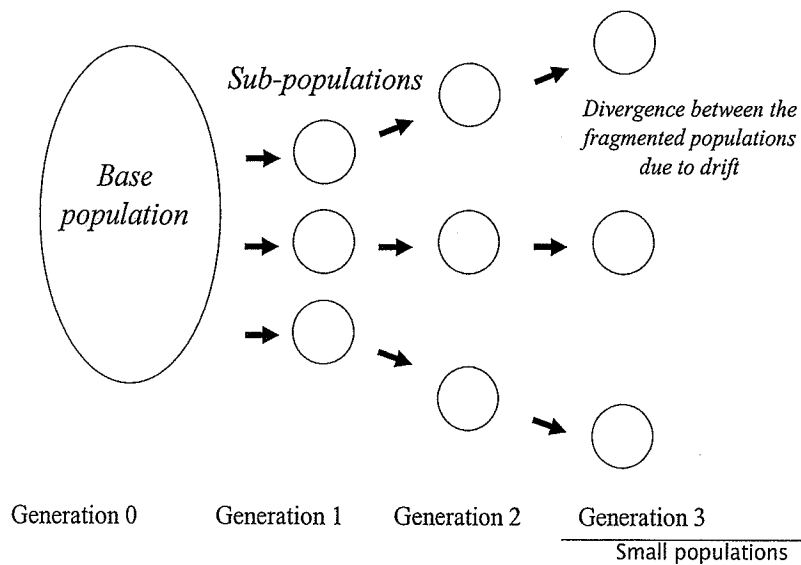 Sub-populations
Base
population
Divergence between the
fragmented populations
due to drift
Generation 0
Generation 1
Generation 2
Generation 3
Small populations